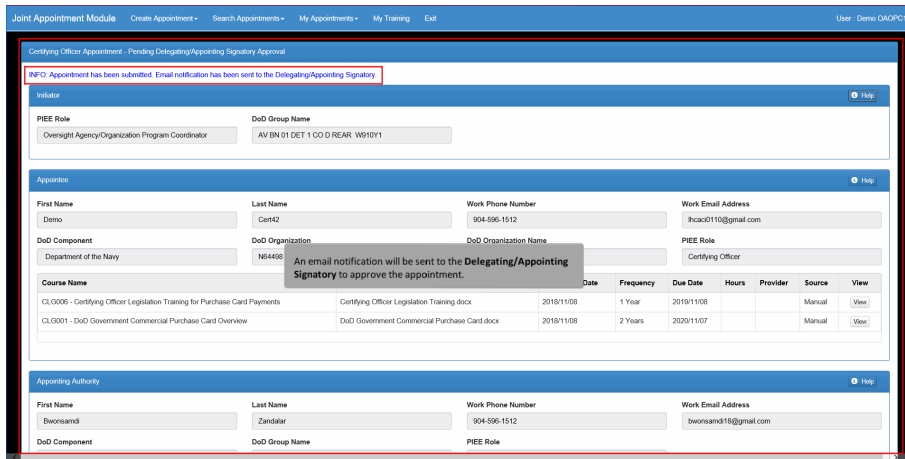 Joint Appointment Module Create Appointment Search Appointments My Appointments My Training Exit User : Demo OAOPC1
Certifying Officer Appointment - Pending Delegating/Appointing Signatory Approval
INFO: Appointment has been submitted. Email notification has been sent to the Delegating/Appointing Signatory.
Initiator Help
PIEE Role DoD Group Name
Oversight Agency/Organization Program Coordinator AV BN 01 DET 1 CO D REAR W910Y1
Appointee Help
First Name Last Name Work Phone Number Work Email Address
Demo Cert42 904-596-1512 lhcaci0110@gmail.com
DoD Component DoD Organization DoD Organization Name PIEE Role
Department of the Navy N64498 Certifying Officer
An email notification will be sent to the Delegating/Appointing
Signatory to approve the appointment.
Course Name Date Frequency Due Date Hours Provider Source View
CLG006 - Certifying Officer Legislation Training for Purchase Card Payments Certifying Officer Legislation Training.docx 2018/11/08 1 Year 2019/11/08 Manual View
CLG001 - DoD Government Commercial Purchase Card Overview DoD Government Commercial Purchase Card.docx 2018/11/08 2 Years 2020/11/07 Manual View
Appointing Authority Help
First Name Last Name Work Phone Number Work Email Address
Bwonsamdi Zandalar 904-596-1512 bwonsamdi18@gmail.com
DoD Component DoD Group Name PIEE Role